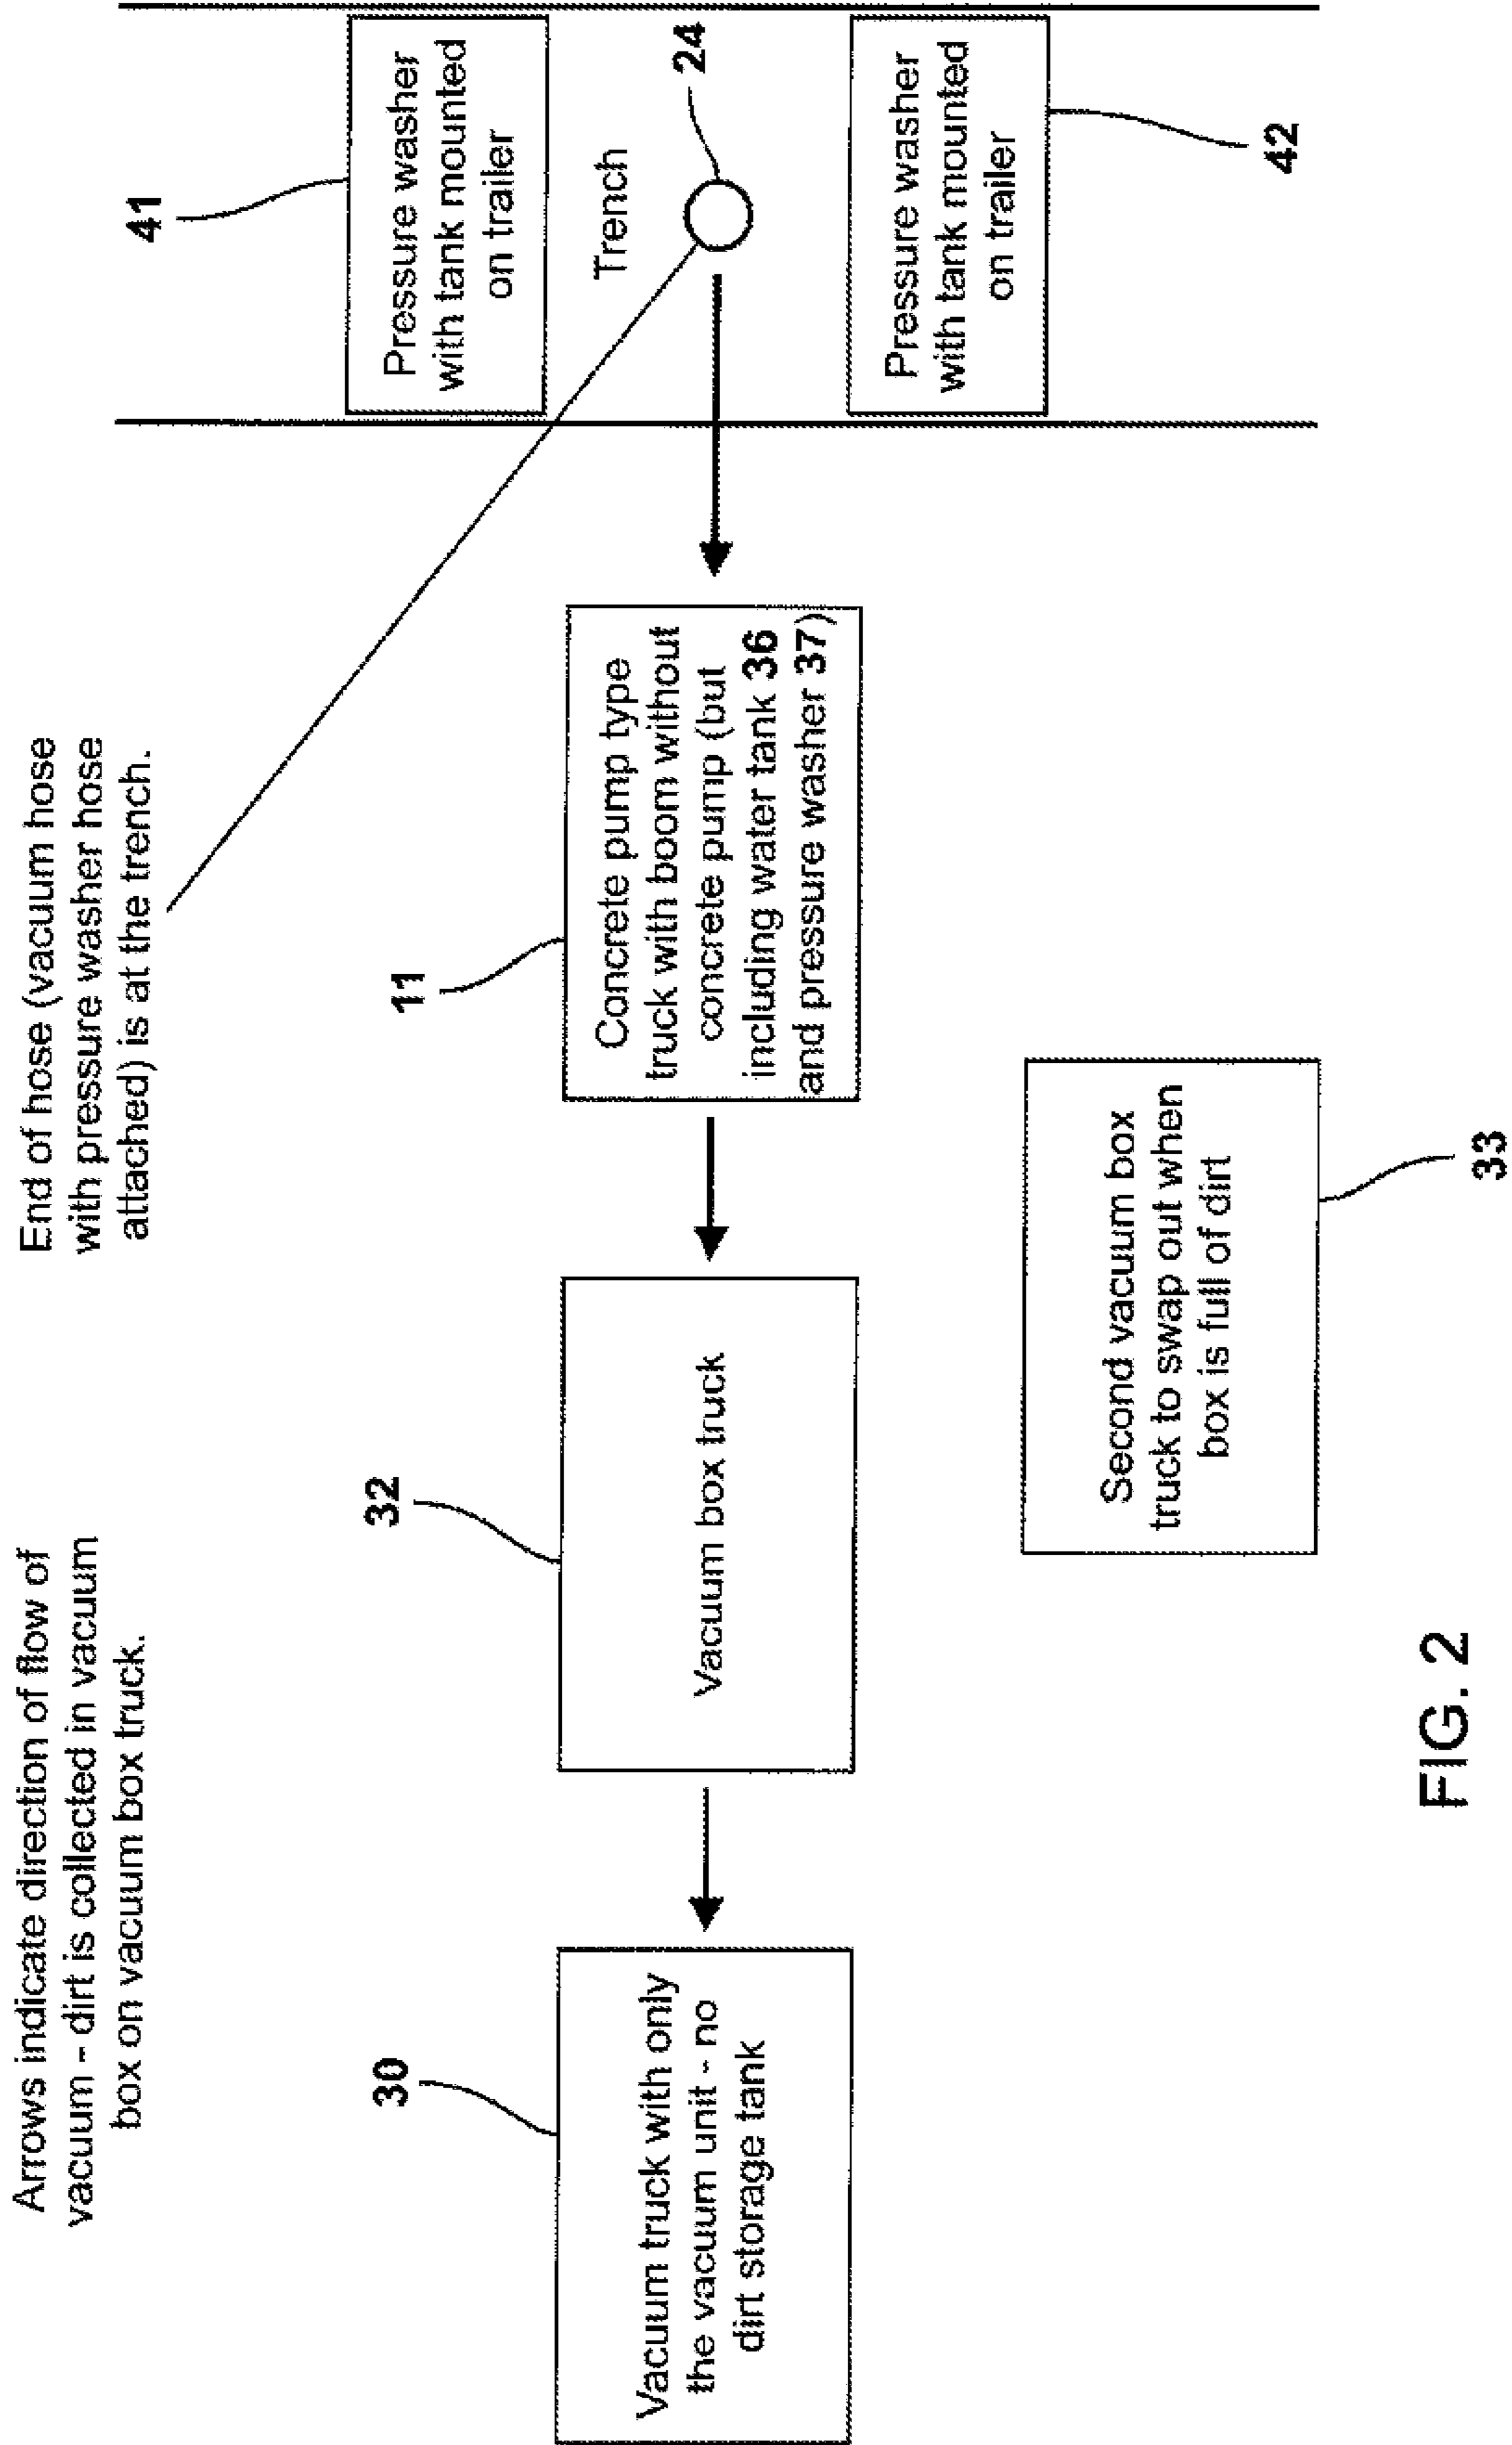 Arrows indicate direction of flow of
vacuum - dirt is collected in vacuum
box on vacuum box truck.
End of hose (vacuum hose
with pressure washer hose
attached) is at the trench.
30
Vacuum truck with only
the vacuum unit - no
dirt storage tank
32
Vacuum box truck
11
Concrete pump type
truck with boom without
concrete pump (but
including water tank 36
and pressure washer 37)
41
Pressure washer
with tank mounted
on trailer
Trench
24
Pressure washer
with tank mounted
on trailer
42
Second vacuum box
truck to swap out when
box is full of dirt
33
FIG. 2